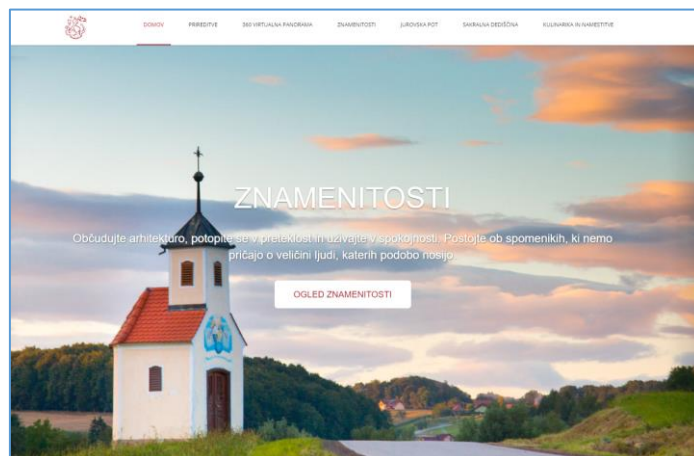 DOMOV PRIREDITVE 360 VIRTUALNA PANORAMA ZNAMENITOSTI JUROVSKA POT SAKRALNA DEDIŠČINA KULINARIKA IN NAMESTITVE
ZNAMENITOSTI
Občudujte arhitekturo, potopite se v preteklost in uživajte v spokojnosti. Postojte ob spomenikih, ki nemo
pričajo o veličini ljudi, katerih podobo nosijo
OGLED ZNAMENITOSTI